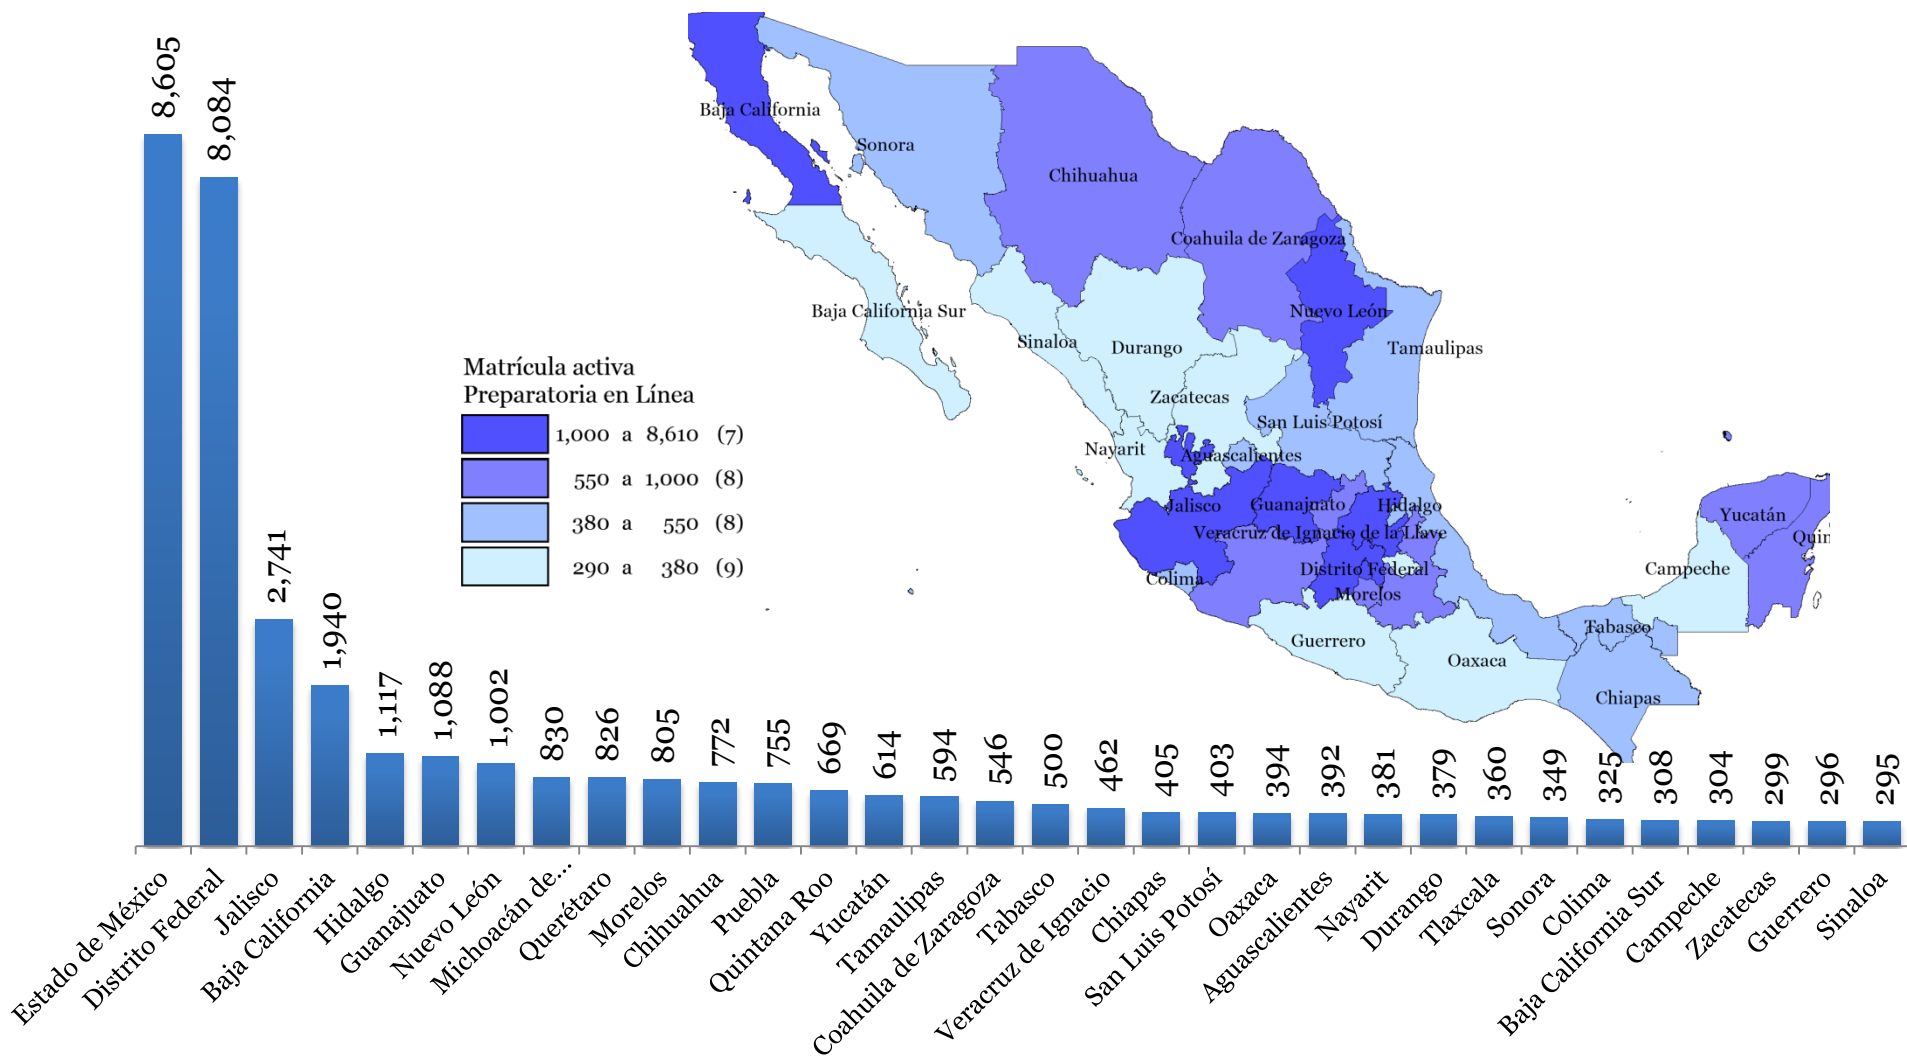 8,605
8,084
2,741
1,940
1,117
1,088
1,002
830
826
805
772
755
669
614
594
546
500
462
405
403
394
392
381
379
360
349
325
308
304
299
296
295
Estado de México
Distrito Federal
Jalisco
Baja California
Hidalgo
Guanajuato
Nuevo León
Michoacán de...
Querétaro
Morelos
Chihuahua
Puebla
Quintana Roo
Yucatán
Tamaulipas
Coahuila de Zaragoza
Tabasco
Veracruz de Ignacio
Chiapas
San Luis Potosí
Oaxaca
Aguascalientes
Nayarit
Durango
Tlaxcala
Sonora
Colima
Baja California Sur
Campeche
Zacatecas
Guerrero
Sinaloa
Matrícula activa
Preparatoria en Línea
1,000 a 8,610 (7)
550 a 1,000 (8)
380 a 550 (8)
290 a 380 (9)
Baja California
Sonora
Chihuahua
Coahuila de Zaragoza
Baja California Sur
Nuevo León
Sinaloa
Durango
Tamaulipas
Zacatecas
San Luis Potosí
Nayarit
Aguascalientes
Jalisco
Guanajuato
Hidalgo
Yucatán
Veracruz de Ignacio de la Llave
Quin
Colima
Distrito Federal
Campeche
Morelos
Guerrero
Tabasco
Oaxaca
Chiapas